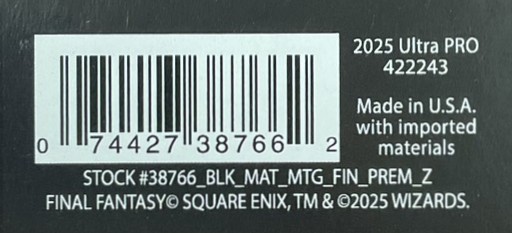 2025 Ultra PRO
422243
Made in U.S.A.
with imported
materials
0 74427 38766 2
STOCK #38766_BLK_MAT_MTG_FIN_PREM_Z
FINAL FANTASY© SQUARE ENIX, TM & ©2025 WIZARDS.